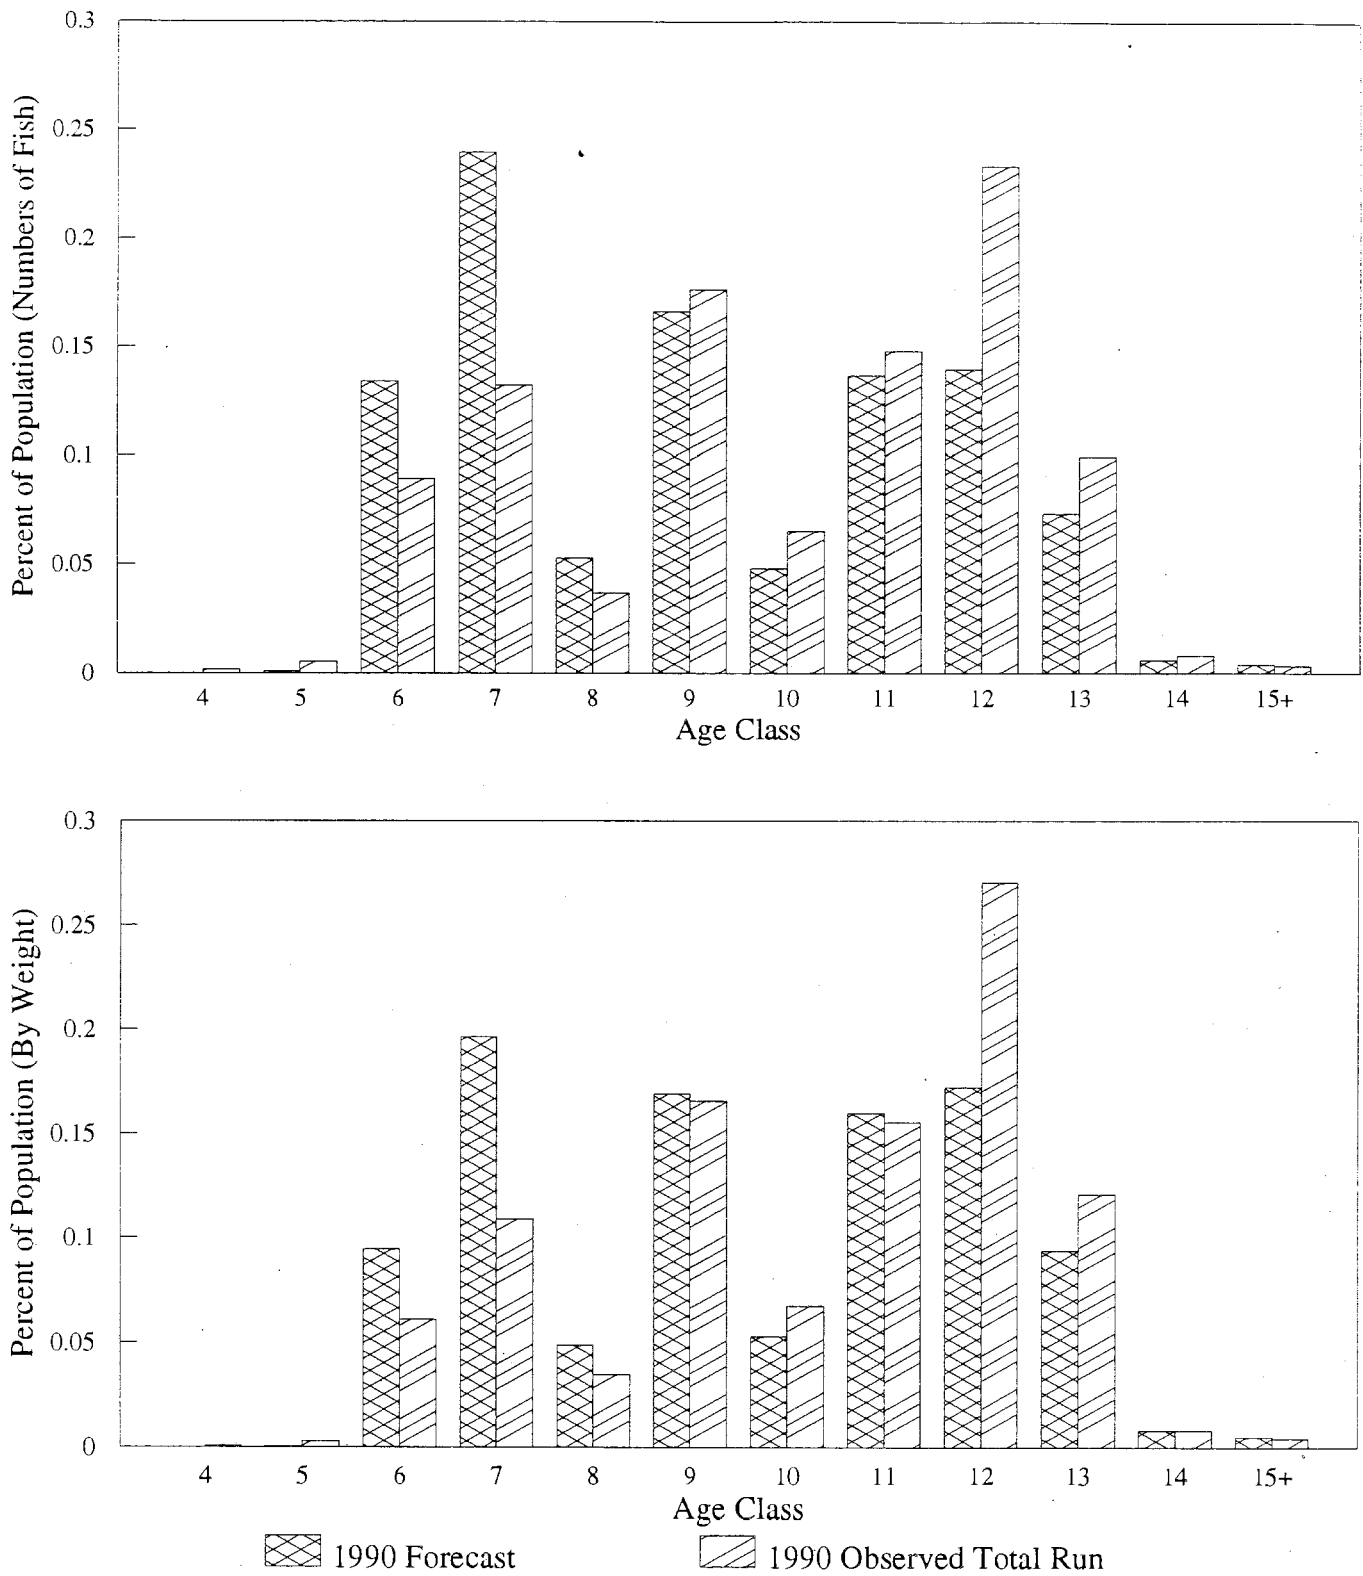 Percent of Population (Numbers of Fish)
0.3
0.25
0.2
0.15
0.1
0.05
0
4 5 6 7 8 9 10 11 12 13 14 15+
Age Class
Percent of Population (By Weight)
0.3
0.25
0.2
0.15
0.1
0.05
0
4 5 6 7 8 9 10 11 12 13 14 15+
Age Class
1990 Forecast 1990 Observed Total Run